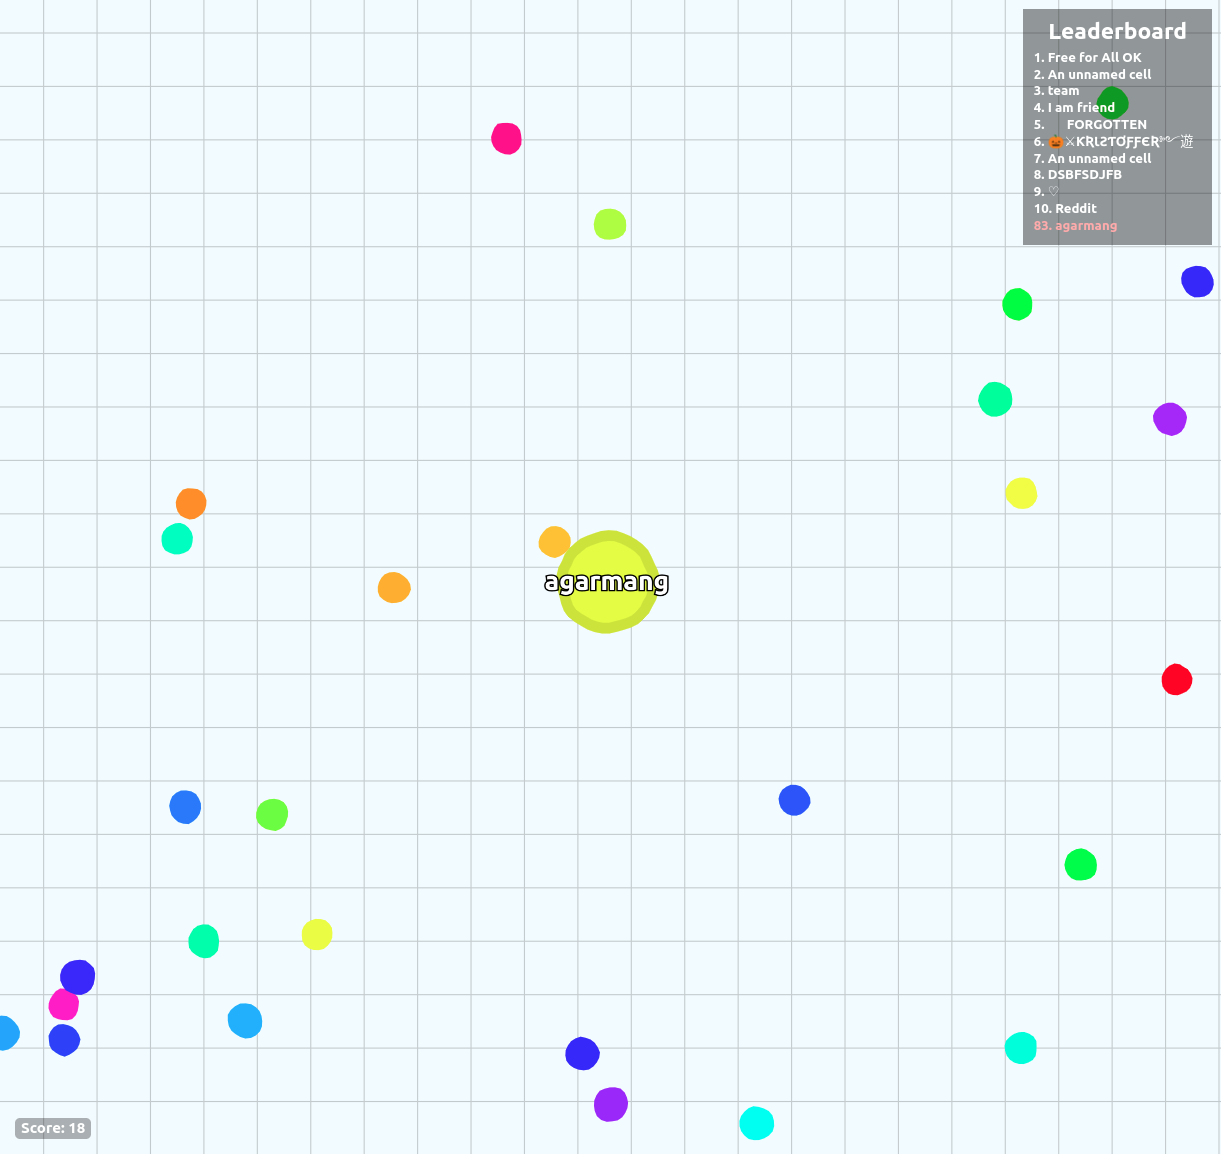 Leaderboard
1. Free for All OK
2. An unnamed cell
3. team
4. I am friend
5. FORGOTTEN
6. 🎃⚔
7. An unnamed cell
8. DSBFSDJFB
9. ♡
10. Reddit
83. agarmang
agarmang
Score: 18